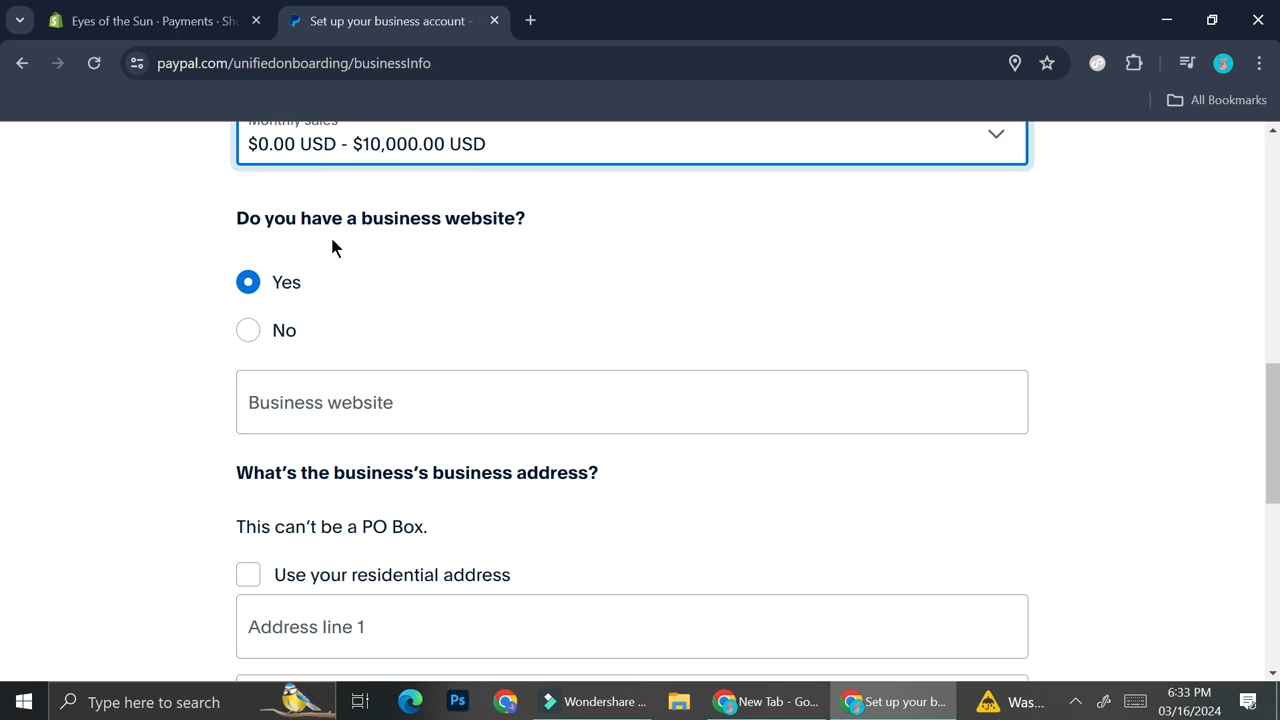 Eyes of the Sun · Payments · Sh
Set up your business account -
paypal.com/unifiedonboarding/businessInfo
All Bookmarks
Monthly sales
$0.00 USD - $10,000.00 USD
Do you have a business website?
Yes
No
Business website
What's the business's business address?
This can't be a PO Box.
Use your residential address
Address line 1
Type here to search
Ps
Wondershare ...
New Tab - Go...
Set up your b...
Was...
6:33 PM
03/16/2024